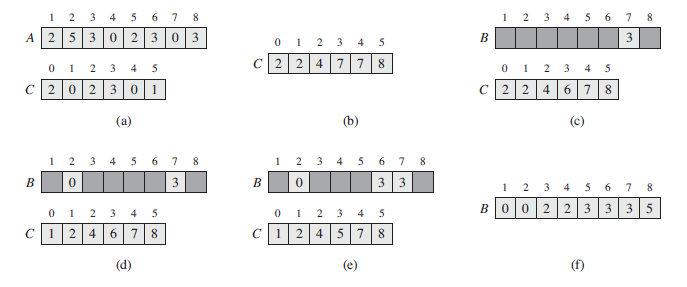 1 2 3 4 5 6 7 8
A 2 5 3 0 2 3 0 3
0 1 2 3 4 5
C 2 0 2 3 0 1
(a)
0 1 2 3 4 5
C 2 2 4 7 7 8
(b)
1 2 3 4 5 6 7 8
B 3
0 1 2 3 4 5
C 2 2 4 6 7 8
(c)
1 2 3 4 5 6 7 8
B 0 3
0 1 2 3 4 5
C 1 2 4 6 7 8
(d)
1 2 3 4 5 6 7 8
B 0 3 3
0 1 2 3 4 5
C 1 2 4 5 7 8
(e)
1 2 3 4 5 6 7 8
B 0 0 2 2 3 3 3 5
(f)